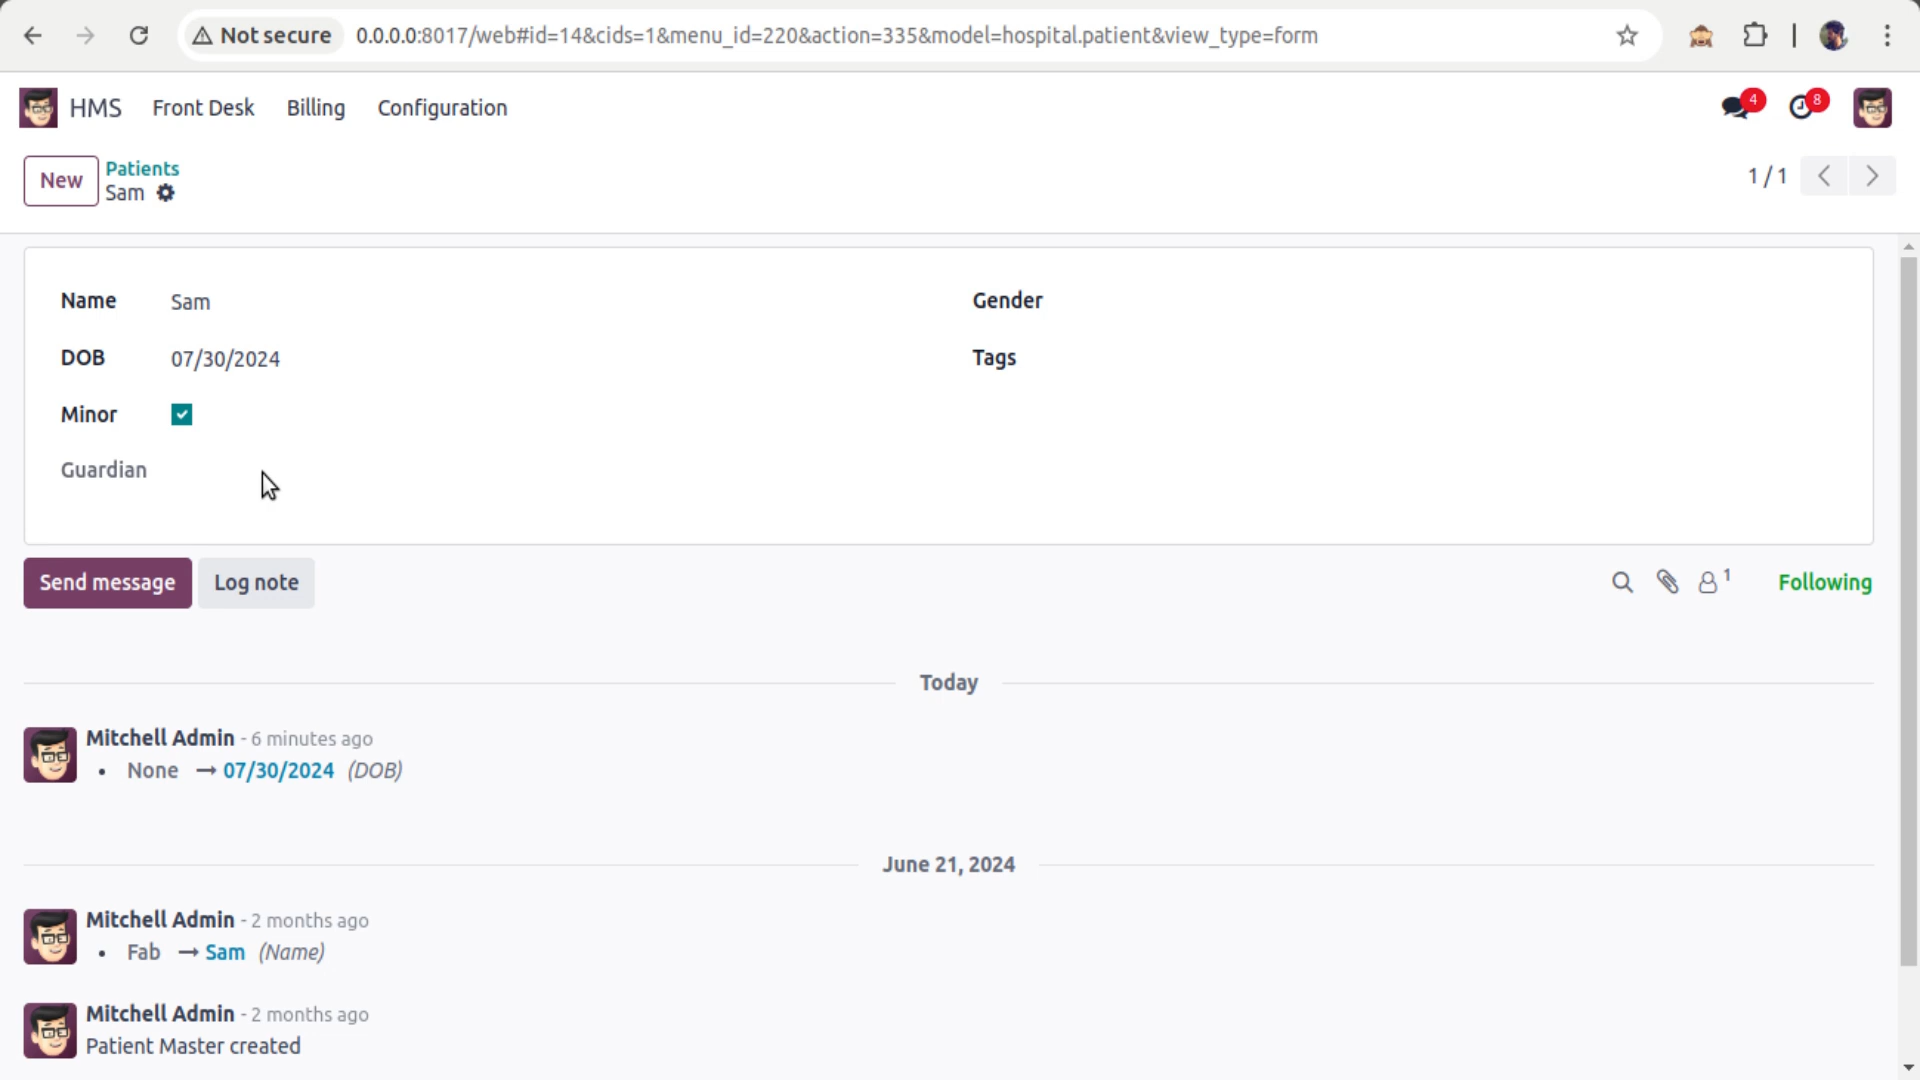 Not secure 0.0.0.0:8017/web#id=14&cids=1&menu_id=220&action=335&model=hospital.patient&view_type=form
HMS Front Desk Billing Configuration 4 8
New Patients 1 / 1
Sam
Name Sam Gender
DOB 07/30/2024 Tags
Minor
Guardian
Send message Log note 1 Following
Today
Mitchell Admin - 6 minutes ago
• None → 07/30/2024 (DOB)
June 21, 2024
Mitchell Admin - 2 months ago
• Fab → Sam (Name)
Mitchell Admin - 2 months ago
Patient Master created